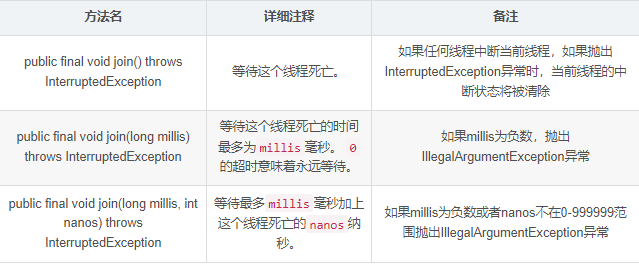 方法名
详细注释
备注
public final void join() throws
InterruptedException
等待这个线程死亡。
如果任何线程中断当前线程，如果抛出
InterruptedException异常时，当前线程的中
断状态将被清除
public final void join(long millis)
throws InterruptedException
等待这个线程死亡的时间
最多为 millis 毫秒。 0
的超时意味着永远等待。
如果millis为负数，抛出
IllegalArgumentException异常
public final void join(long millis, int
nanos) throws
InterruptedException
等待最多 millis 毫秒加上
这个线程死亡的 nanos 纳
秒。
如果millis为负数或者nanos不在0-999999范
围抛出IllegalArgumentException异常